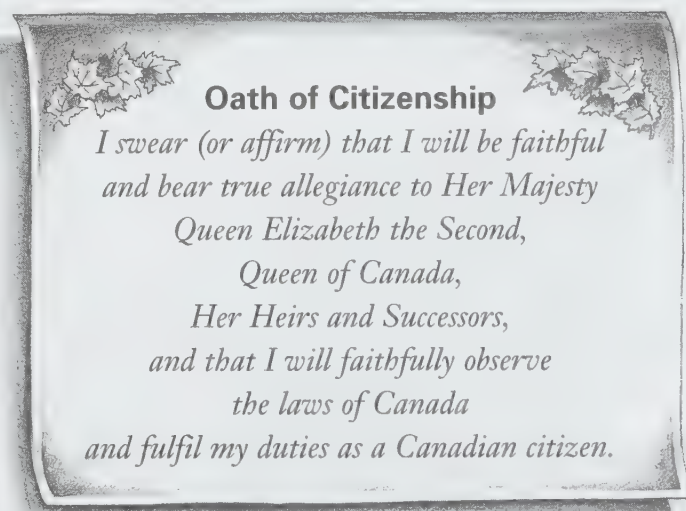 Oath of Citizenship
I swear (or affirm) that I will be faithful
and bear true allegiance to Her Majesty
Queen Elizabeth the Second,
Queen of Canada,
Her Heirs and Successors,
and that I will faithfully observe
the laws of Canada
and fulfil my duties as a Canadian citizen.